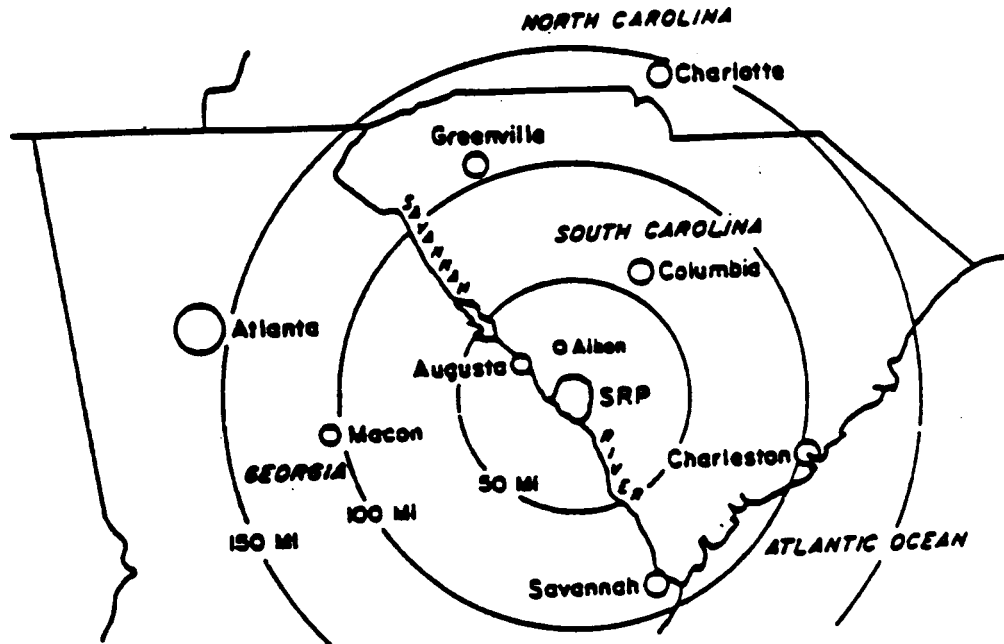 NORTH CAROLINA
Charlotte
Greenville
SAVANNAH
SOUTH CAROLINA
Columbia
Atlanta
Aiken
Augusta
SRP
Macon
RIVER
Charleston
GEORGIA
50 MI
100 MI
150 MI
ATLANTIC OCEAN
Savannah